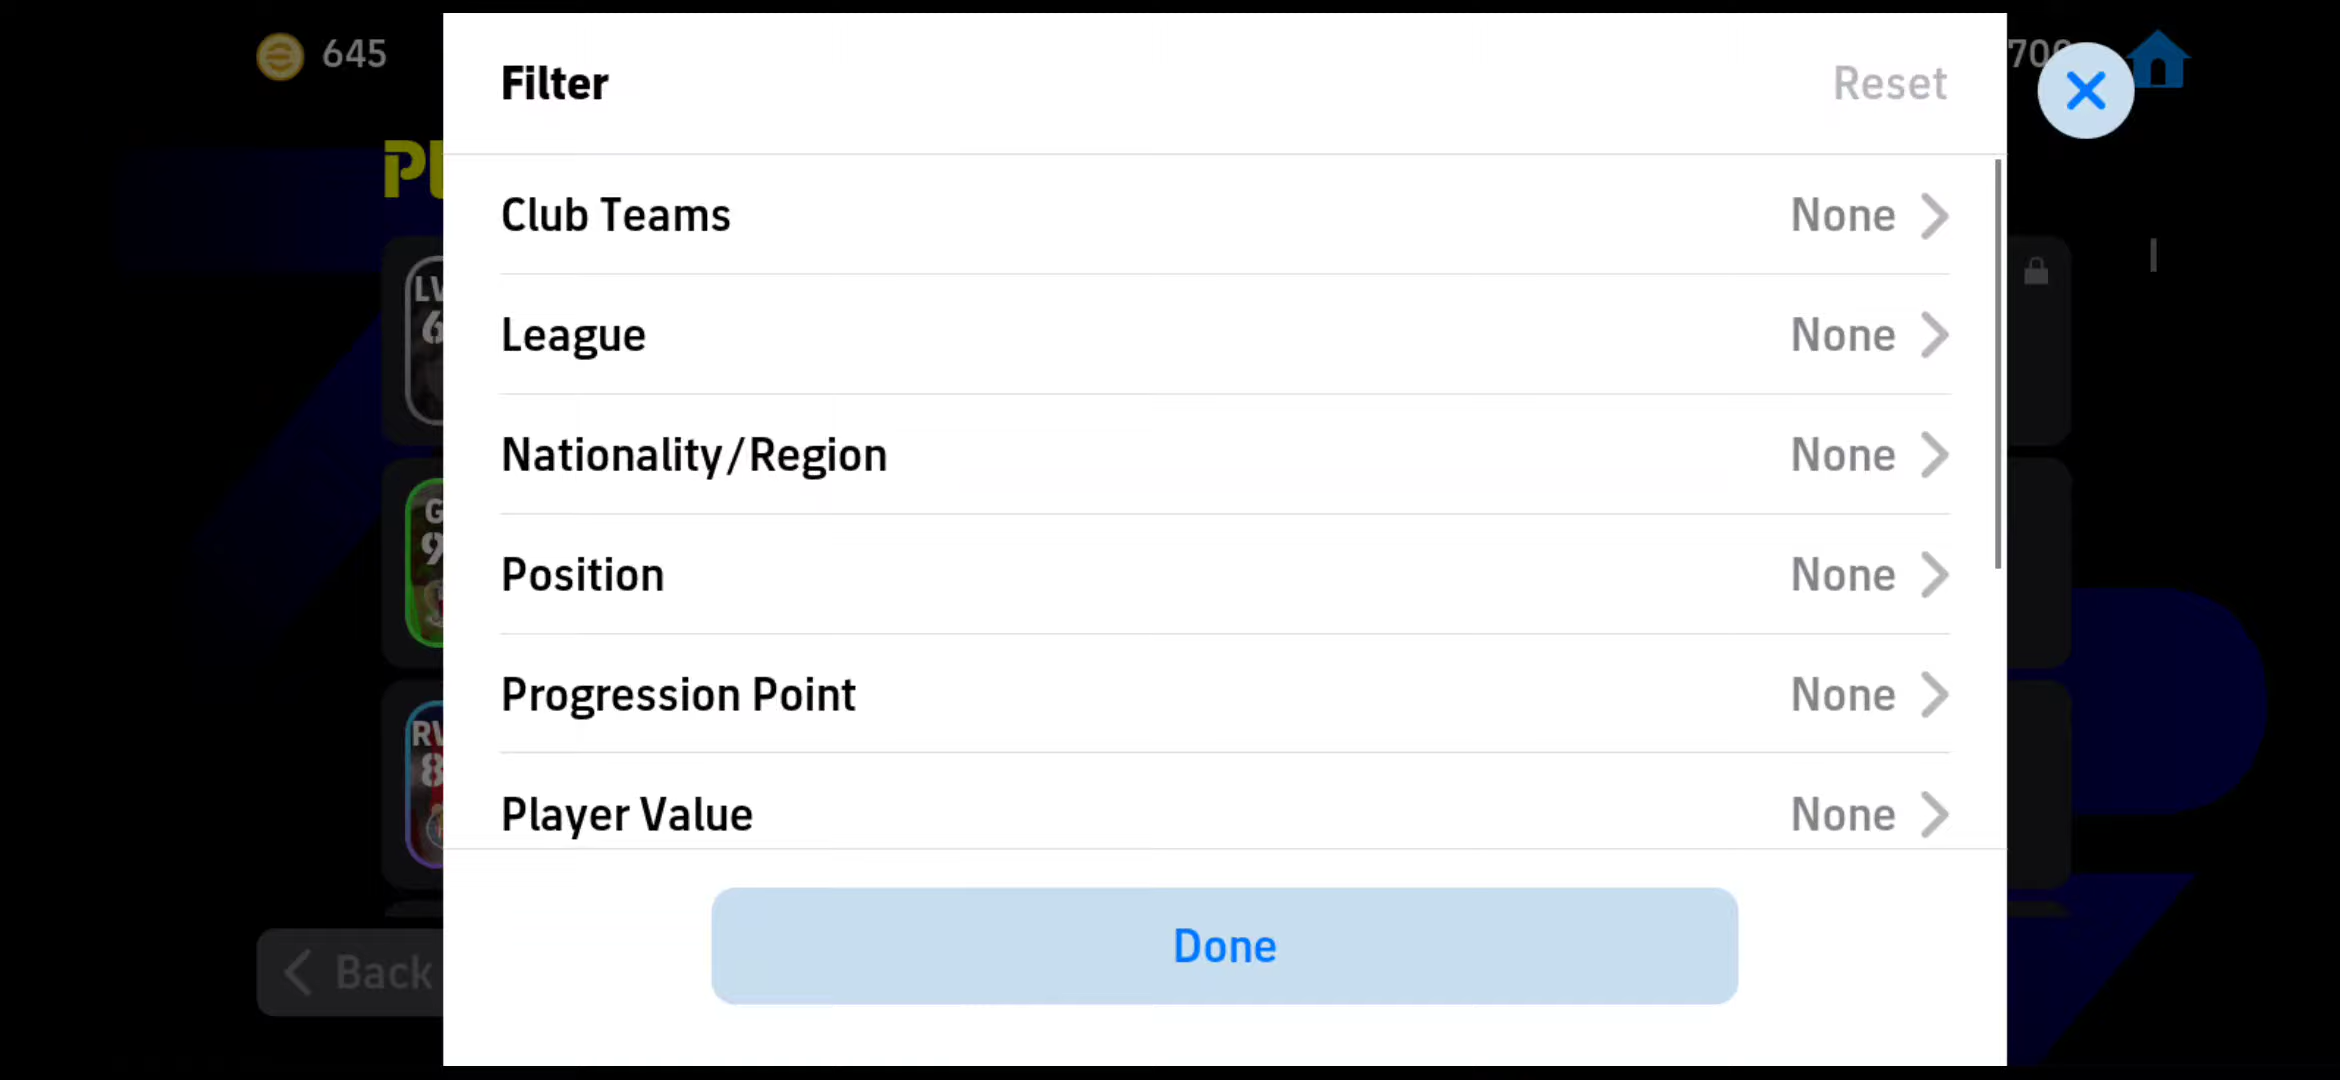 645
Filter
Reset
Club Teams None
League None
Nationality/Region None
Position None
Progression Point None
Player Value None
Done
Back